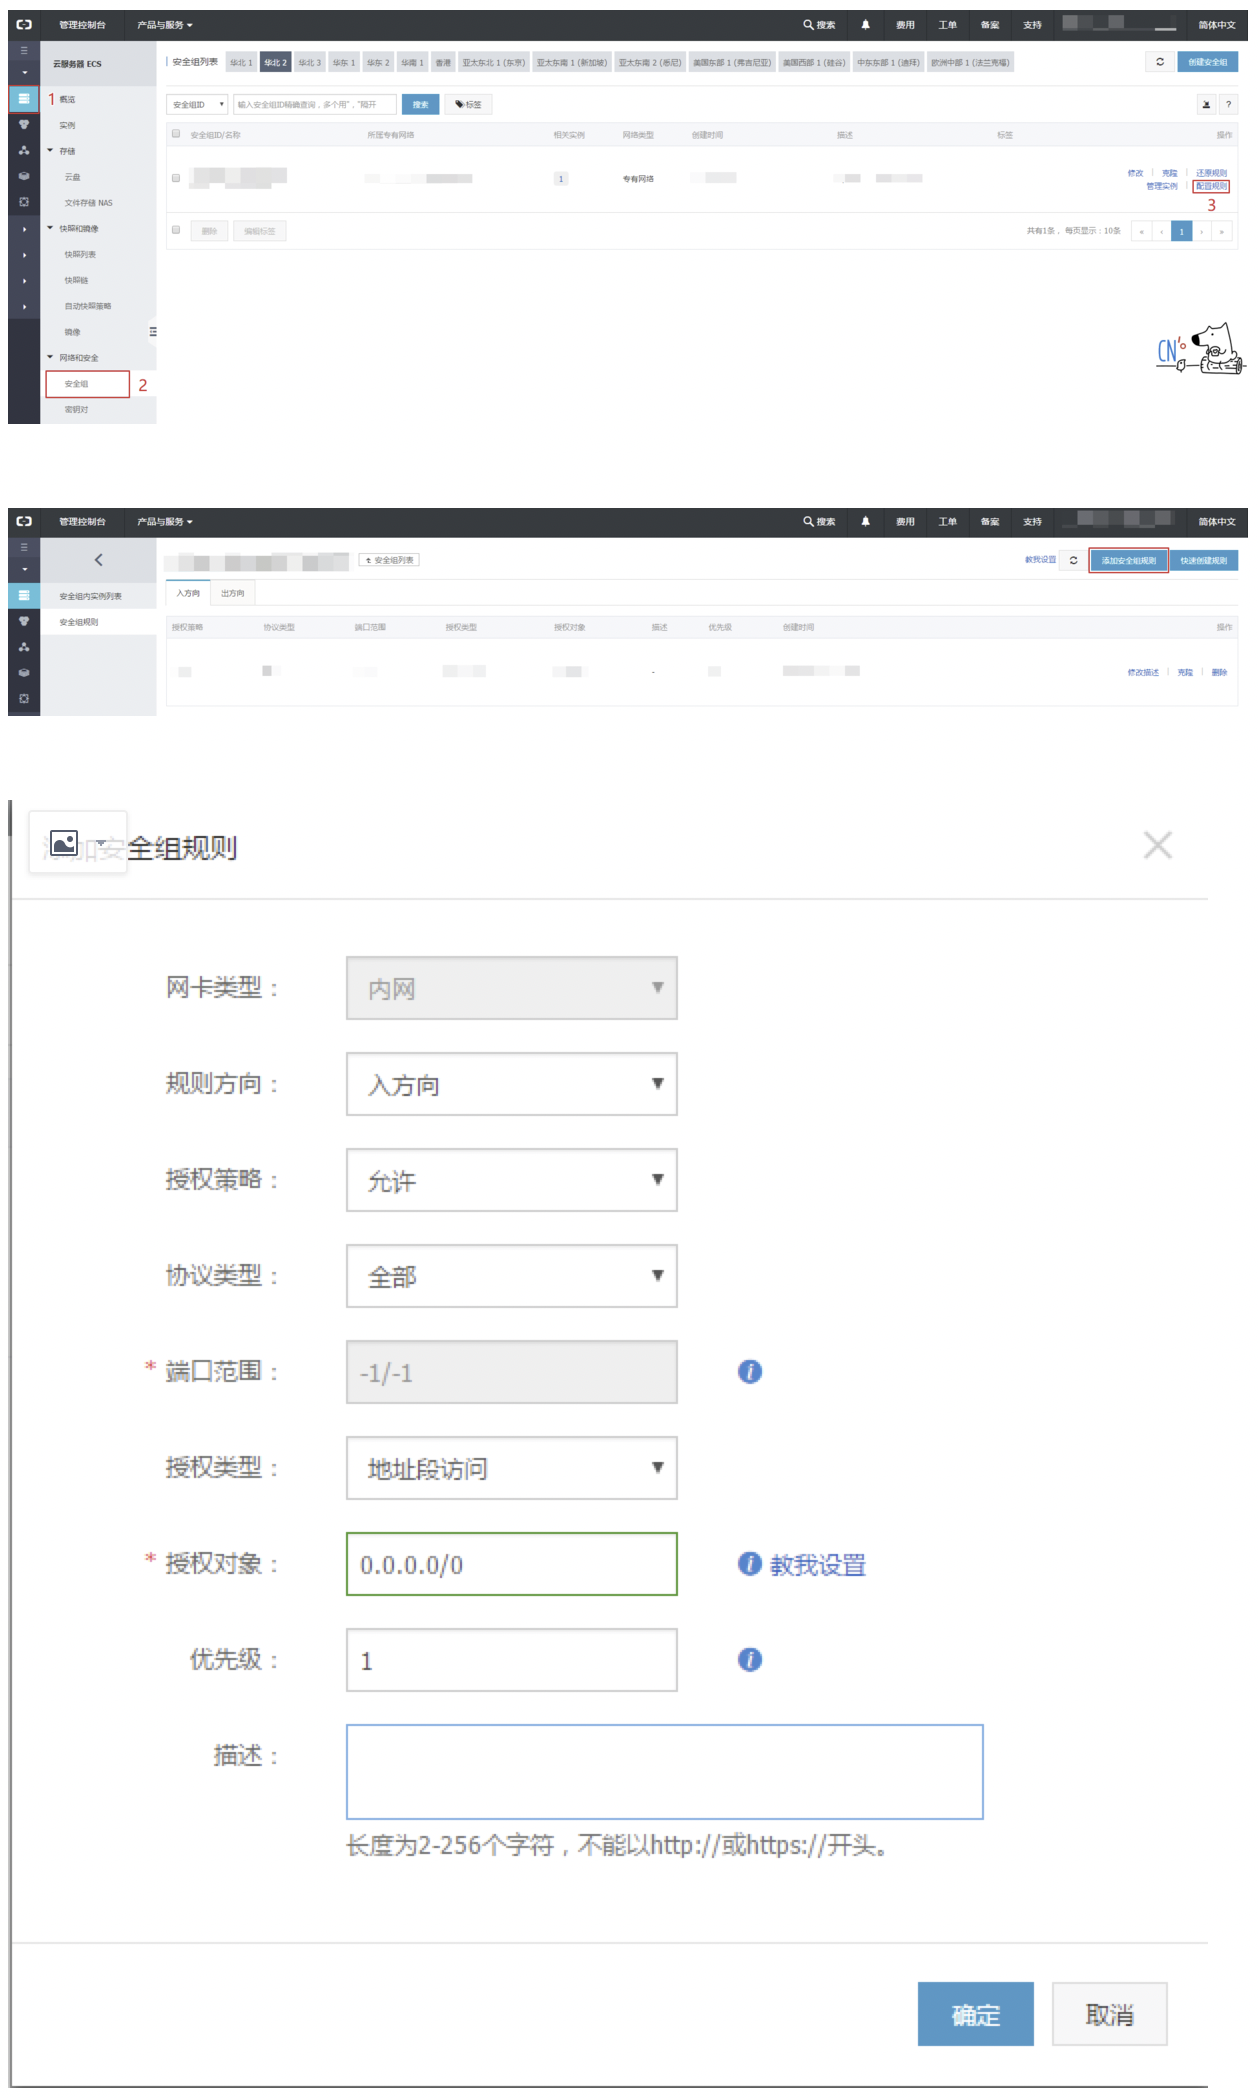 管理控制台 产品与服务 搜索 费用 工单 备案 支持 简体中文
云服务器 ECS
安全组列表 华北 1 华北 2 华北 3 华东 1 华东 2 华南 1 香港 亚太东北 1 (东京) 亚太东南 1 (新加坡) 亚太东南 2 (悉尼) 美国东部 1 (弗吉尼亚) 美国西部 1 (硅谷) 中东东部 1 (迪拜) 欧洲中部 1 (法兰克福) 创建安全组
1 概览
实例
存储
云盘
文件存储 NAS
快照和镜像
快照列表
快照链
自动快照策略
镜像
网络和安全
安全组 2
密钥对
安全组ID 输入安全组ID精确查询，多个用","隔开 搜索 标签 ?
安全组ID/名称 所属专有网络 相关实例 网络类型 创建时间 描述 标签 操作
1 专有网络 修改 克隆 还原规则
管理实例 配置规则
3
删除 编辑标签 共有1条，每页显示：10条 « ‹ 1 › »
CN's
管理控制台 产品与服务 搜索 费用 工单 备案 支持 简体中文
安全组列表 教我设置 添加安全组规则 快速创建规则
安全组内实例列表
安全组规则
入方向 出方向
授权策略 协议类型 端口范围 授权类型 授权对象 描述 优先级 创建时间 操作
- 修改描述 克隆 删除
添加安全组规则
网卡类型： 内网
规则方向： 入方向
授权策略： 允许
协议类型： 全部
* 端口范围： -1/-1
授权类型： 地址段访问
* 授权对象： 0.0.0.0/0 教我设置
优先级： 1
描述：
长度为2-256个字符，不能以http://或https://开头。
确定 取消